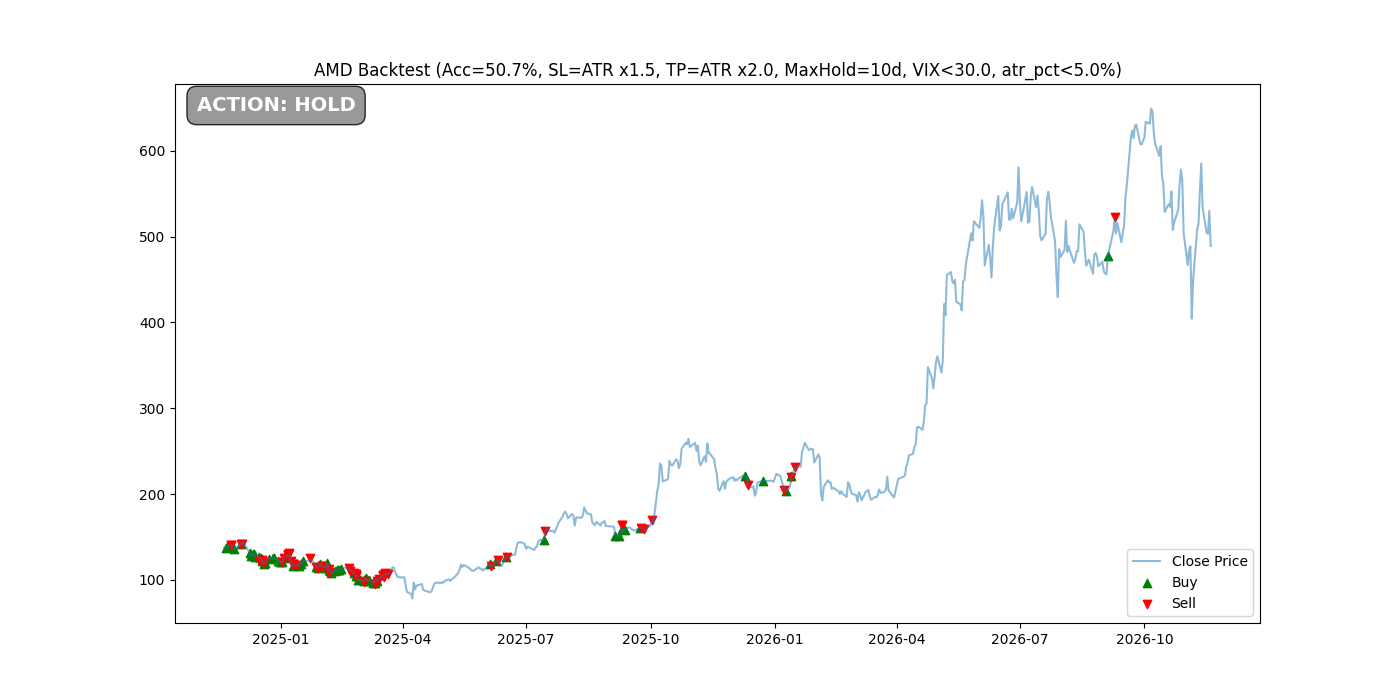 AMD Backtest (Acc=50.7%, SL=ATR x1.5, TP=ATR x2.0, MaxHold=10d, VIX<30.0, atr_pct<5.0%)
ACTION: HOLD
600
500
400
300
200
100
2025-01
2025-04
2025-07
2025-10
2026-01
2026-04
2026-07
2026-10
Close Price
Buy
Sell